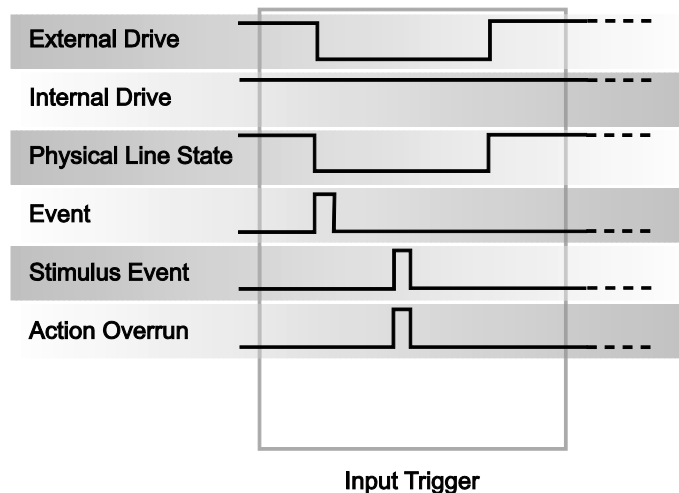 External Drive
Internal Drive
Physical Line State
Event
Stimulus Event
Action Overrun
Input Trigger